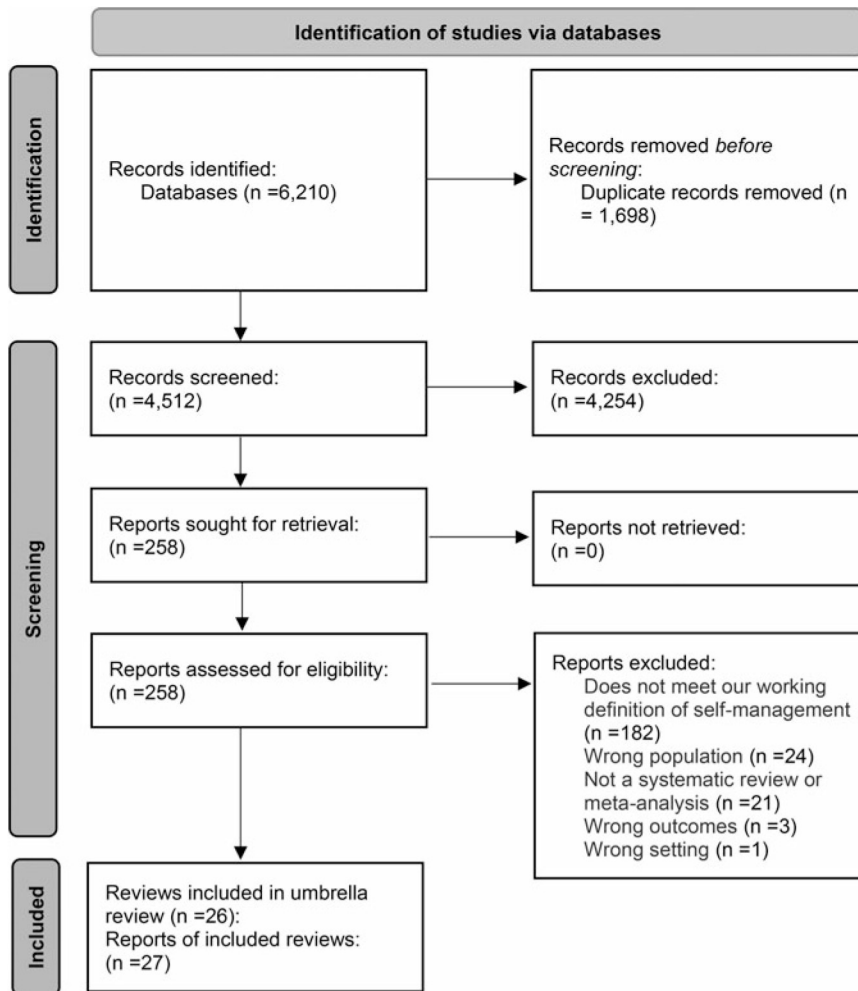 Identification of studies via databases
Identification
Records identified:
Databases (n =6,210)
Records removed before
screening:
Duplicate records removed (n
= 1,698)
Screening
Records screened:
(n =4,512)
Records excluded:
(n =4,254)
Reports sought for retrieval:
(n =258)
Reports not retrieved:
(n =0)
Reports assessed for eligibility:
(n =258)
Reports excluded:
Does not meet our working
definition of self-management
(n =182)
Wrong population (n =24)
Not a systematic review or
meta-analysis (n =21)
Wrong outcomes (n =3)
Wrong setting (n =1)
Included
Reviews included in umbrella
review (n =26):
Reports of included reviews:
(n =27)